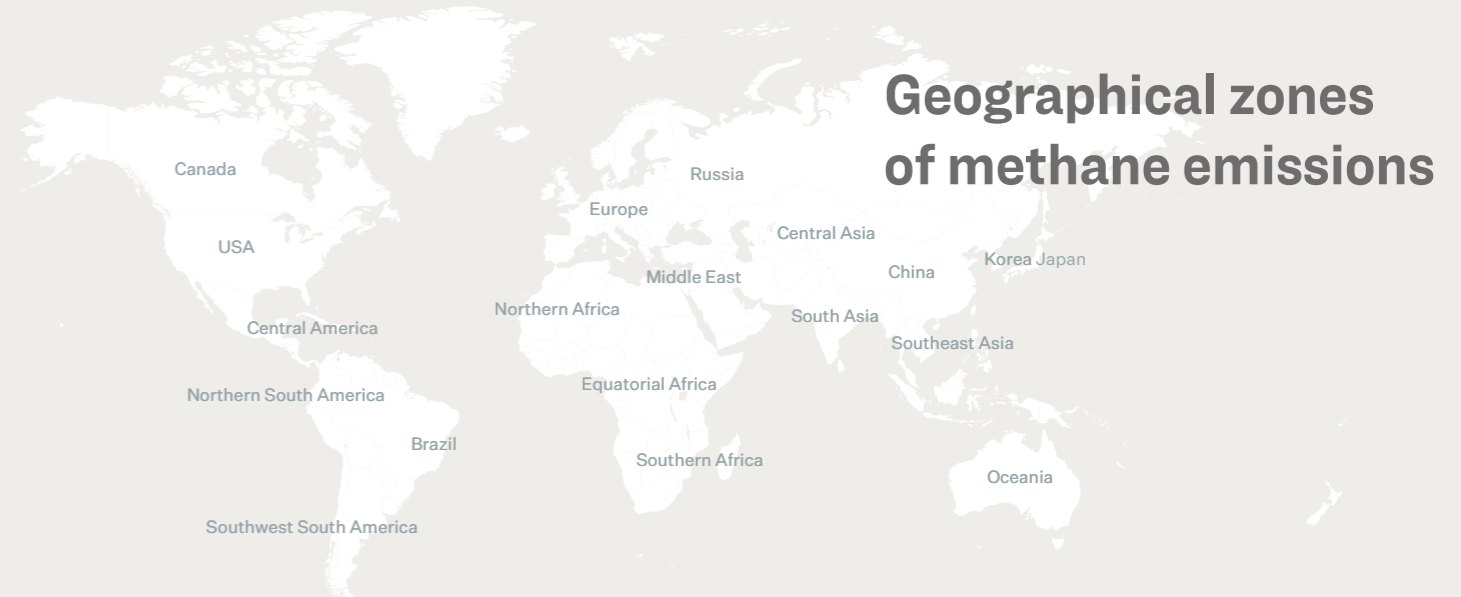 Geographical zones
of methane emissions
Canada
Russia
Europe
Central Asia
USA
Korea Japan
China
Middle East
Northern Africa
South Asia
Central America
Southeast Asia
Equatorial Africa
Northern South America
Brazil
Southern Africa
Oceania
Southwest South America